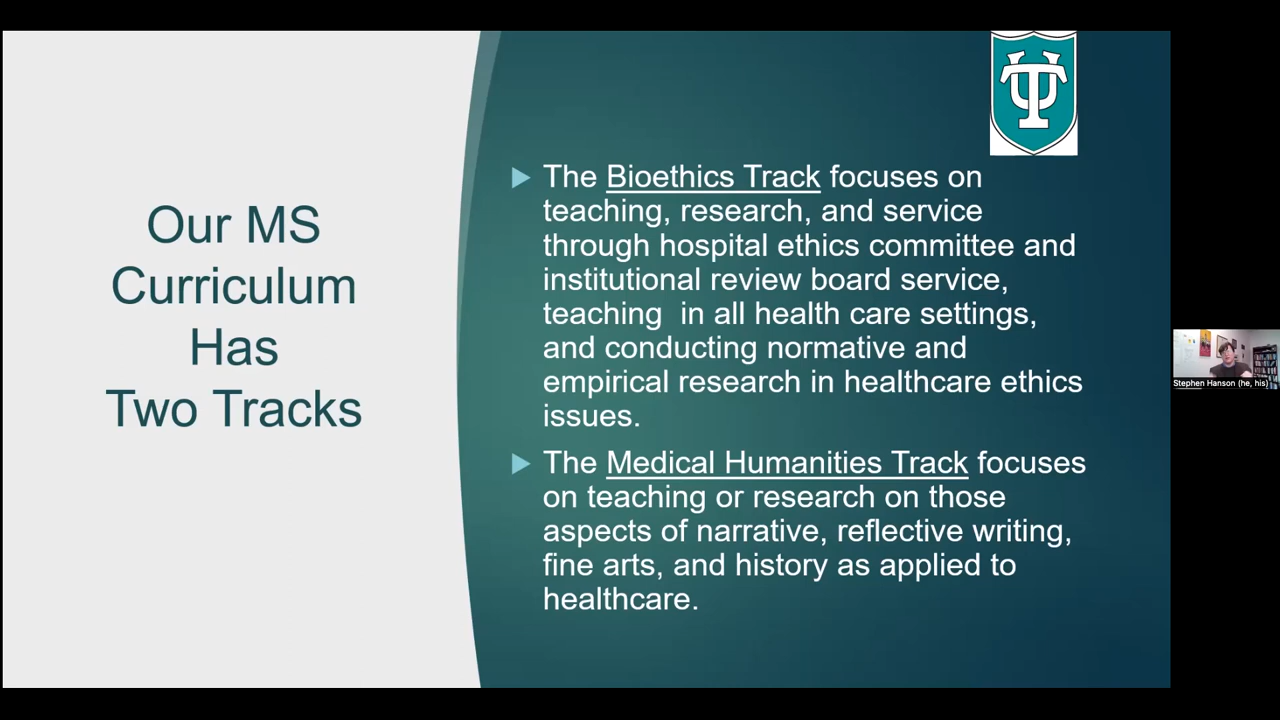 Our MS
Curriculum
Has
Two Tracks
The Bioethics Track focuses on
teaching, research, and service
through hospital ethics committee and
institutional review board service,
teaching  in all health care settings,
and conducting normative and
empirical research in healthcare ethics
issues.
The Medical Humanities Track focuses
on teaching or research on those
aspects of narrative, reflective writing,
fine arts, and history as applied to
healthcare.
Stephen Hanson (he, his)